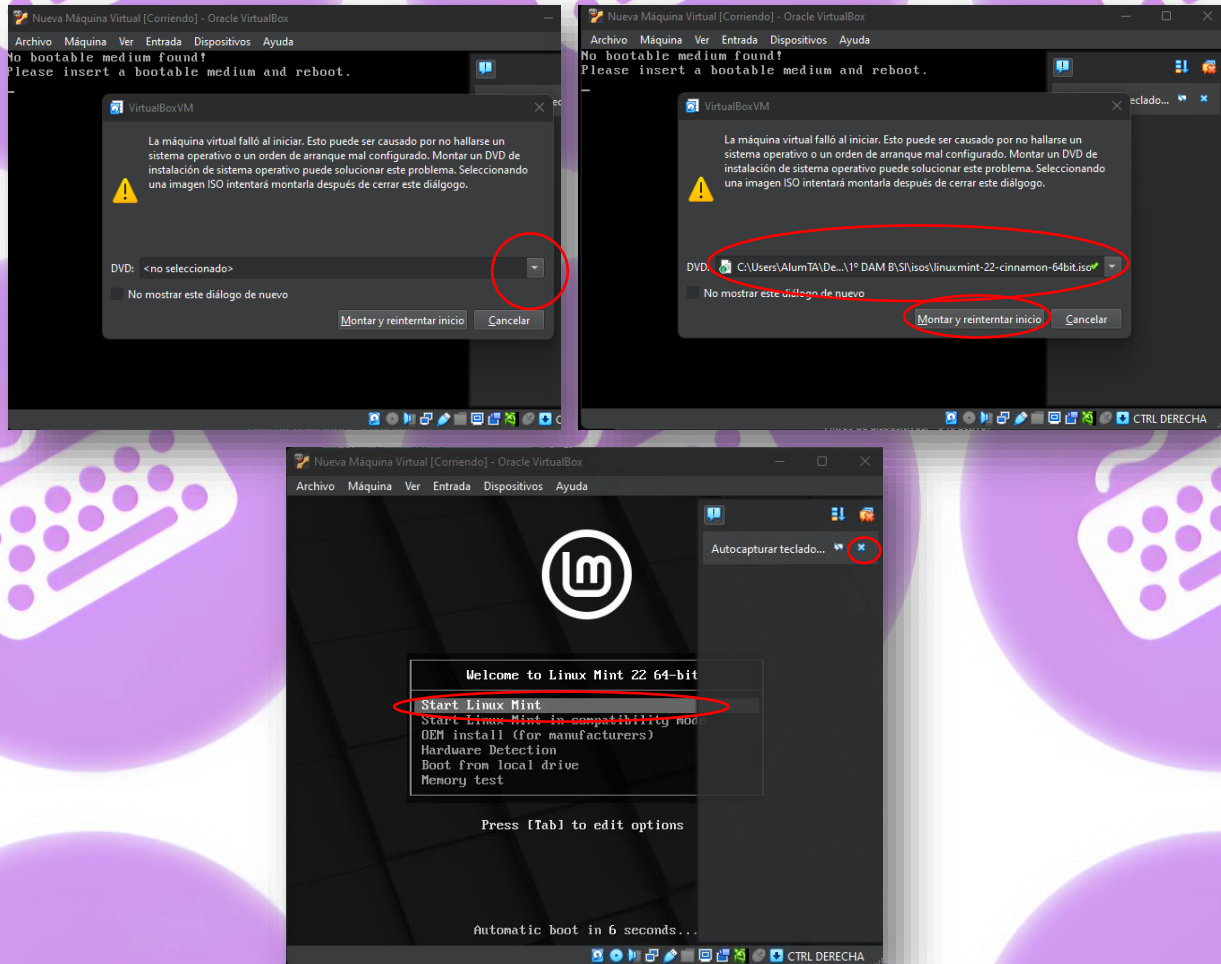 Nueva Máquina Virtual [Corriendo] - Oracle VirtualBox
Archivo Máquina Ver Entrada Dispositivos Ayuda
No bootable medium found!
Please insert a bootable medium and reboot.
VirtualBoxVM
La máquina virtual falló al iniciar. Esto puede ser causado por no hallarse un
sistema operativo o un orden de arranque mal configurado. Montar un DVD de
instalación de sistema operativo puede solucionar este problema. Seleccionando
una imagen ISO intentará montarla después de cerrar este diálgogo.
DVD: <no seleccionado>
No mostrar este diálogo de nuevo
Montar y reinterntar inicio Cancelar
Nueva Máquina Virtual [Corriendo] - Oracle VirtualBox
Archivo Máquina Ver Entrada Dispositivos Ayuda
No bootable medium found!
Please insert a bootable medium and reboot.
eclado...
VirtualBoxVM
La máquina virtual falló al iniciar. Esto puede ser causado por no hallarse un
sistema operativo o un orden de arranque mal configurado. Montar un DVD de
instalación de sistema operativo puede solucionar este problema. Seleccionando
una imagen ISO intentará montarla después de cerrar este diálgogo.
DVD: C:\Users\AlumTA\De...\1º DAM B\SI\isos\linuxmint-22-cinnamon-64bit.iso
No mostrar este diálogo de nuevo
Montar y reinterntar inicio Cancelar
CTRL DERECHA
Nueva Máquina Virtual [Corriendo] - Oracle VirtualBox
Archivo Máquina Ver Entrada Dispositivos Ayuda
Autocapturar teclado...
lm
Welcome to Linux Mint 22 64-bit
Start Linux Mint
Start Linux Mint in compatibility mode
OEM install (for manufacturers)
Hardware Detection
Boot from local drive
Memory test
Press [Tab] to edit options
Automatic boot in 6 seconds...
CTRL DERECHA